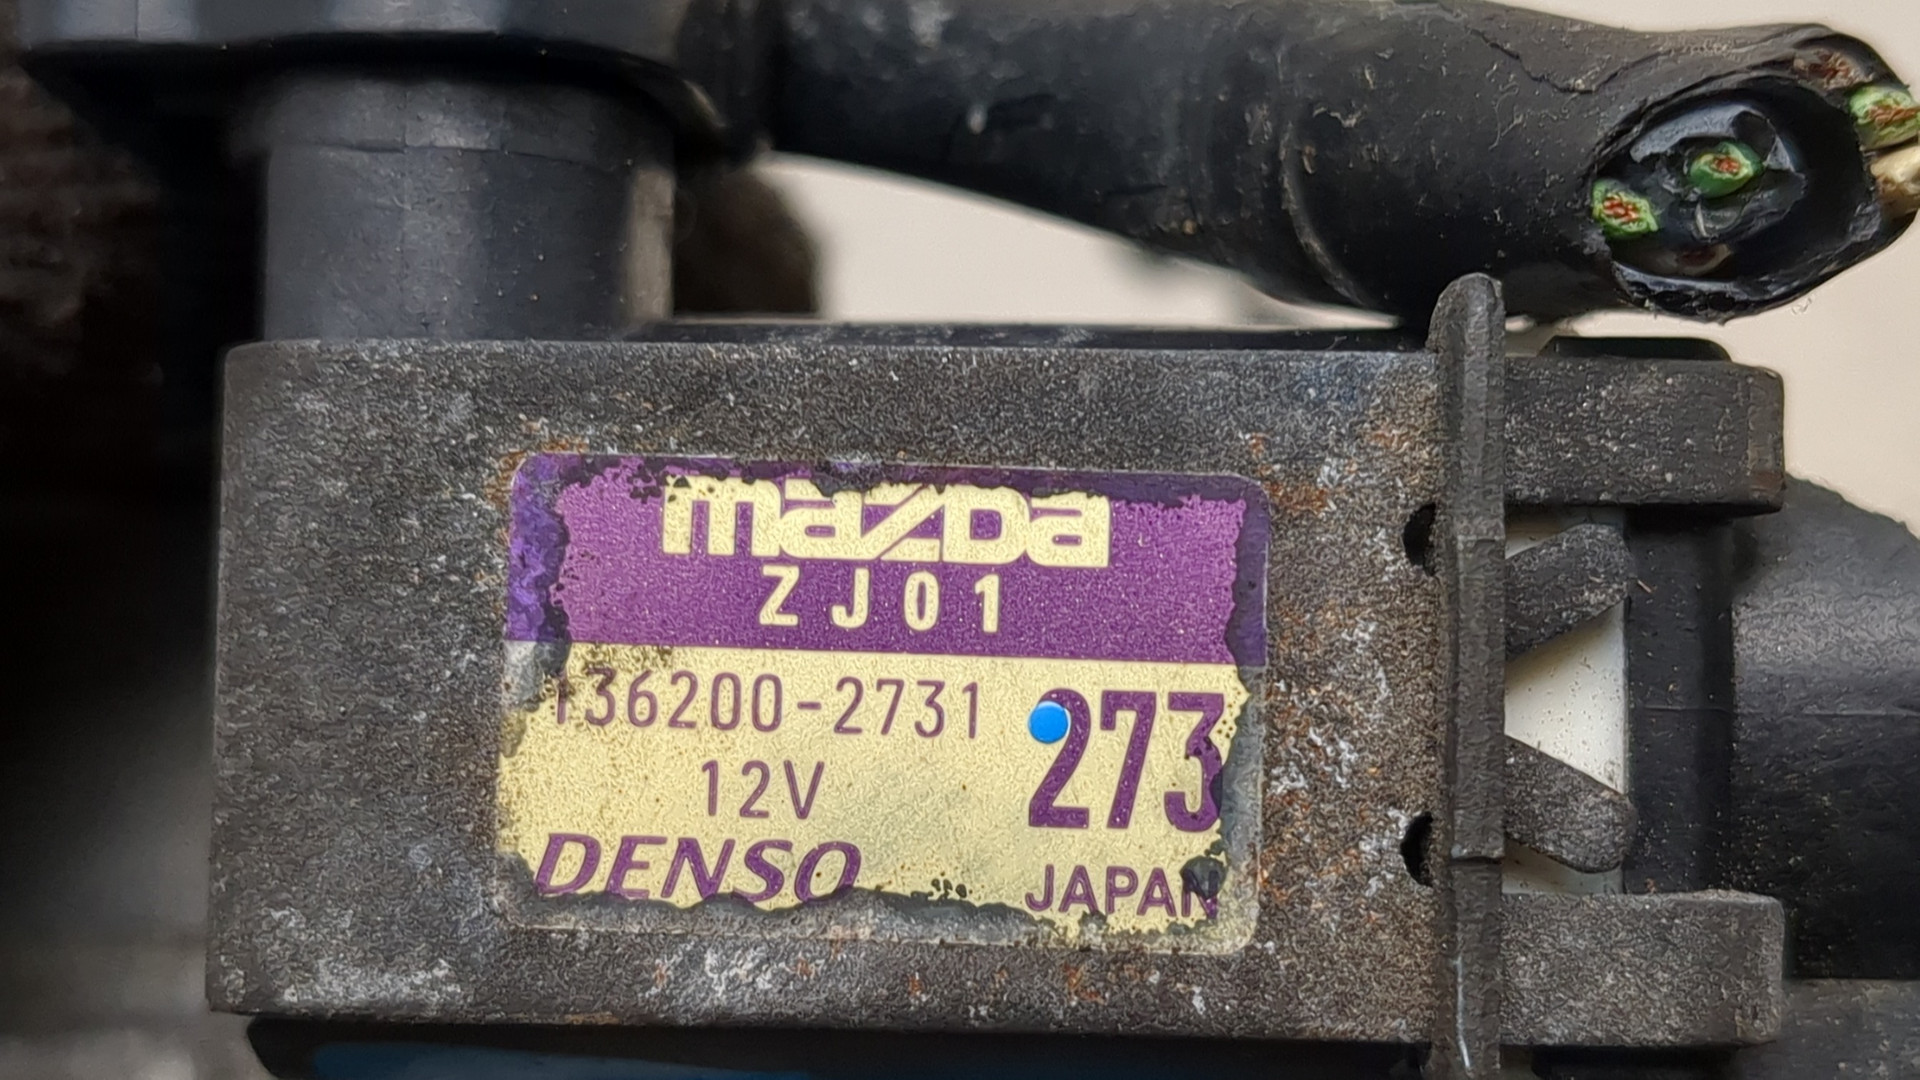 mazda
ZJ01
136200-2731
273
12V
DENSO
JAPAN